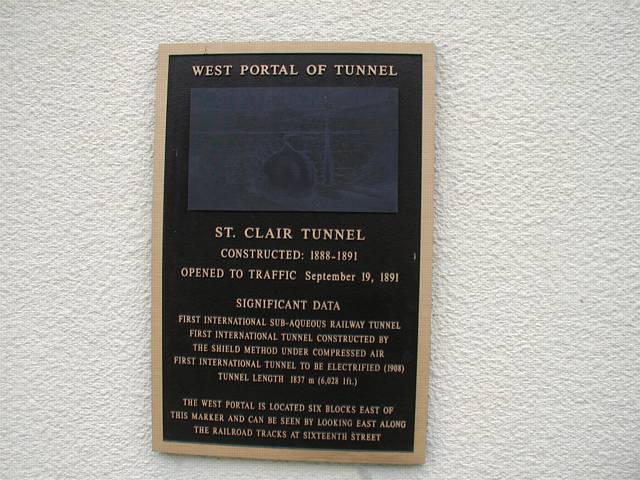 WEST PORTAL OF TUNNEL
ST. CLAIR TUNNEL
CONSTRUCTED: 1888-1891
OPENED TO TRAFFIC September 19, 1891
SIGNIFICANT DATA
FIRST INTERNATIONAL SUB-AQUEOUS RAILWAY TUNNEL
FIRST INTERNATIONAL TUNNEL CONSTRUCTED BY
THE SHIELD METHOD UNDER COMPRESSED AIR
FIRST INTERNATIONAL TUNNEL TO BE ELECTRIFIED (1908)
TUNNEL LENGTH 1837 m (6,028 1ft.)
THE WEST PORTAL IS LOCATED SIX BLOCKS EAST OF
THIS MARKER AND CAN BE SEEN BY LOOKING EAST ALONG
THE RAILROAD TRACKS AT SIXTEENTH STREET